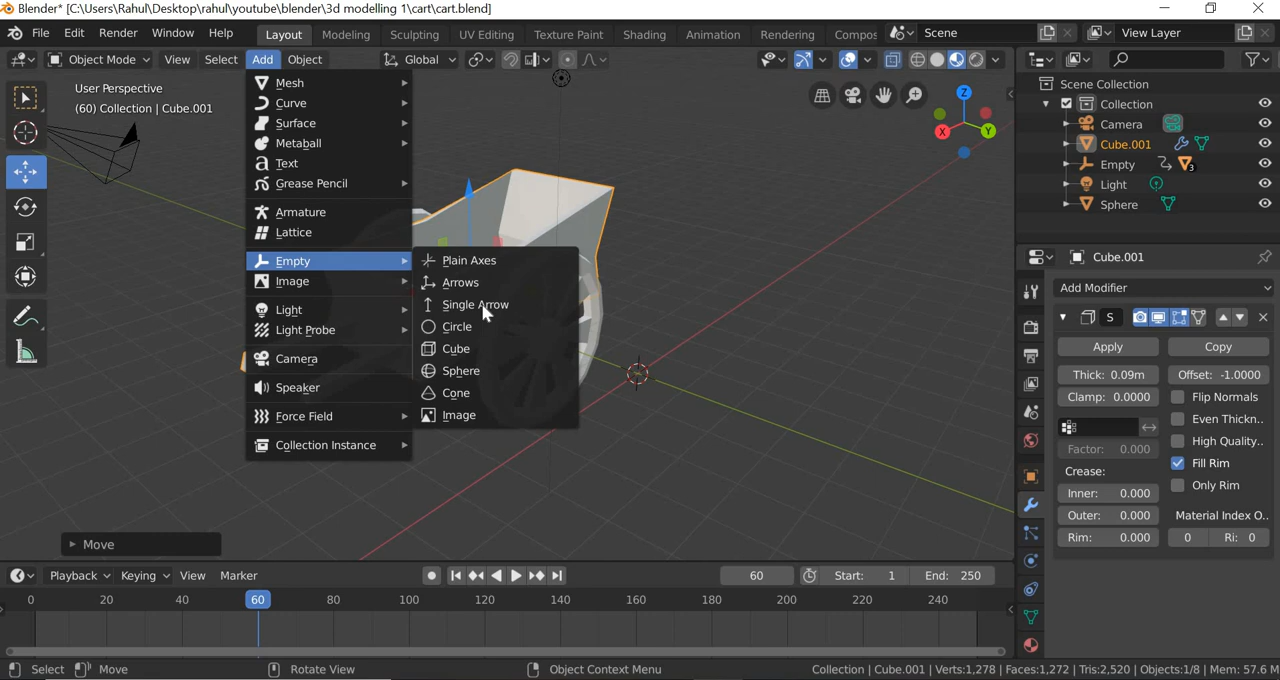 Blender* [C:\Users\Rahul\Desktop\rahul\youtube\blender\3d modelling 1\cart\cart.blend]
File Edit Render Window Help Layout Modeling Sculpting UV Editing Texture Paint Shading Animation Rendering Compos Scene View Layer
Object Mode View Select Add Object Global
User Perspective
(60) Collection | Cube.001
Mesh
Curve
Surface
Metaball
Text
Grease Pencil
Armature
Lattice
Empty
Image
Light
Light Probe
Camera
Speaker
Force Field
Collection Instance
Plain Axes
Arrows
Single Arrow
Circle
Cube
Sphere
Cone
Image
Z
X
Y
Move
Scene Collection
Collection
Camera
Cube.001
Empty 3
Light
Sphere
Cube.001
Add Modifier
S
Apply Copy
Thick: 0.09m Offset: -1.0000
Clamp: 0.0000 Flip Normals
Even Thickn..
High Quality..
Factor: 0.000
Fill Rim
Crease:
Only Rim
Inner: 0.000
Outer: 0.000 Material Index O..
Rim: 0.000 0 Ri: 0
Playback Keying View Marker 60 Start: 1 End: 250
0 20 40 60 80 100 120 140 160 180 200 220 240
Select Move Rotate View Object Context Menu Collection | Cube.001 | Verts:1,278 | Faces:1,272 | Tris:2,520 | Objects:1/8 | Mem: 57.6 M